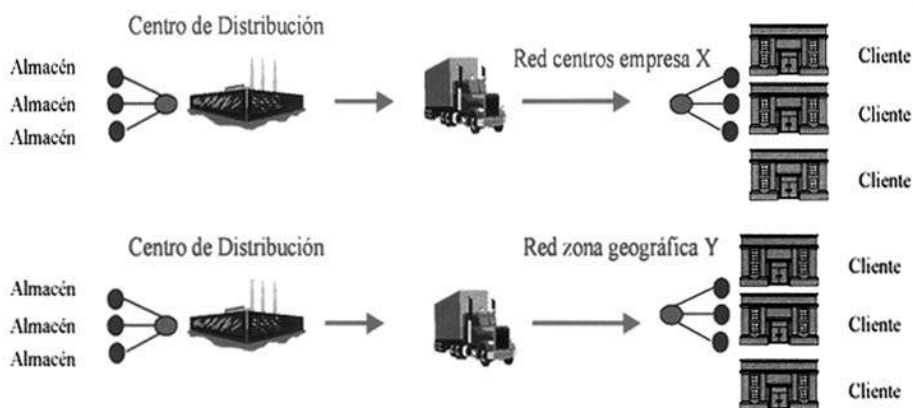 Centro de Distribución
Almacén
Almacén
Almacén
Red centros empresa X
Cliente
Cliente
Cliente
Centro de Distribución
Almacén
Almacén
Almacén
Red zona geográfica Y
Cliente
Cliente
Cliente